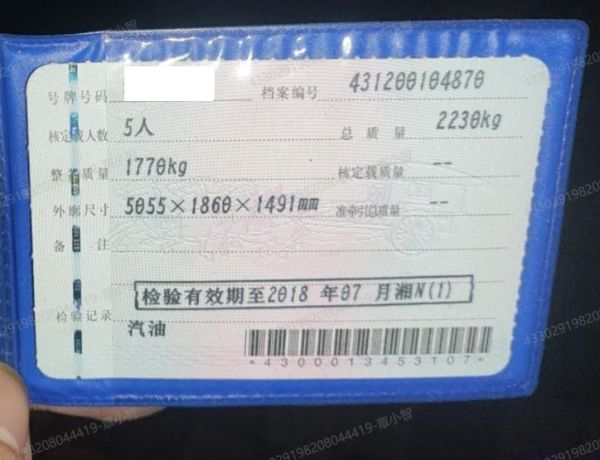 号牌号码 档案编号 431200104870
核定载人数 5人 总质量 2230kg
整备质量 1770kg 核定载质量 --
外廓尺寸 5055×1860×1491mm 准牵引总质量 --
备注
检验有效期至2018 年07 月湘N(1)
检验记录
汽油
*4300013453107*